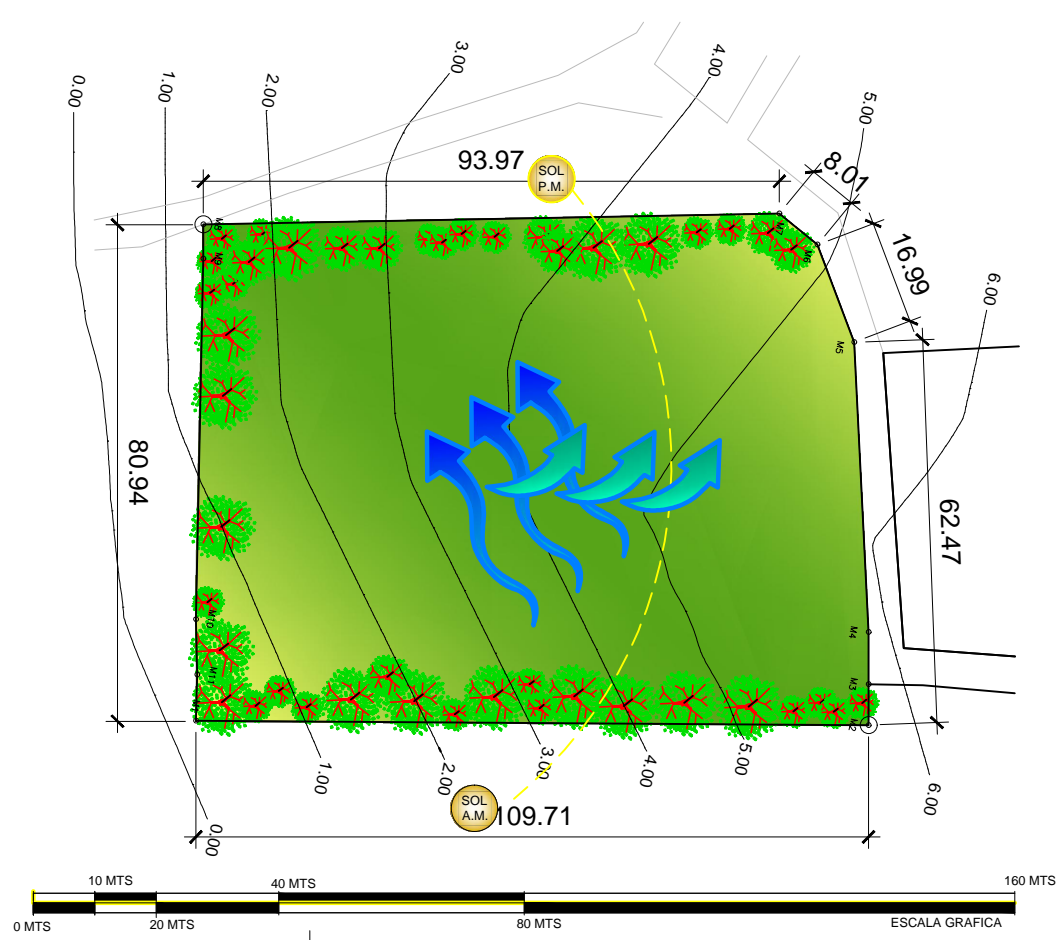 3.00
4.00
0.00
1.00
2.00
5.00
93.97
8.01
SOL
P.M.
M8
M7
M6
M9
16.99
6.00
M5
80.94
62.47
M10
M4
M11
M3
M1
M2
1.00
2.00
3.00
4.00
5.00
6.00
SOL
A.M.
109.71
0.00
10 MTS
40 MTS
160 MTS
0 MTS
20 MTS
80 MTS
ESCALA GRAFICA